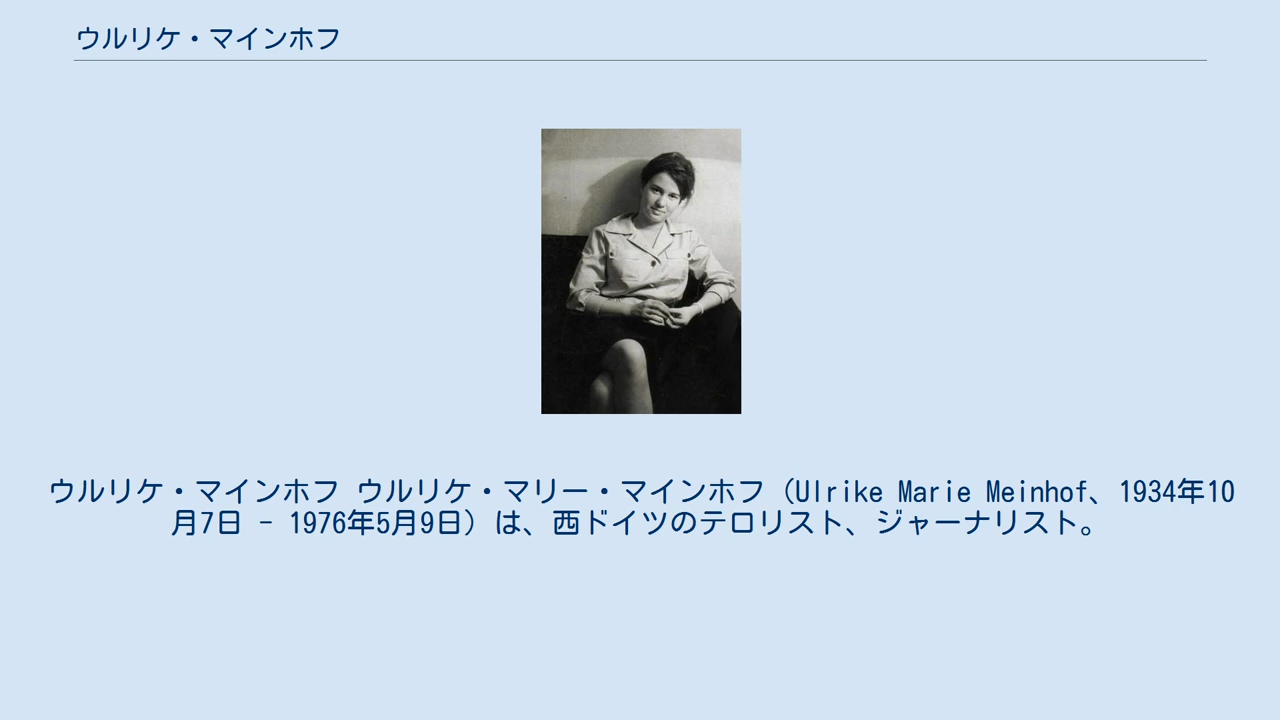 ウルリケ・マインホフ
ウルリケ・マインホフ ウルリケ・マリー・マインホフ（Ulrike Marie Meinhof、1934年10
月7日 - 1976年5月9日）は、西ドイツのテロリスト、ジャーナリスト。